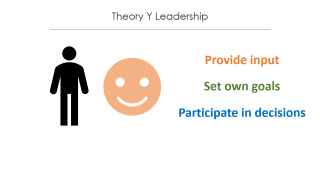 Theory Y Leadership
Provide input
Set own goals
Participate in decisions